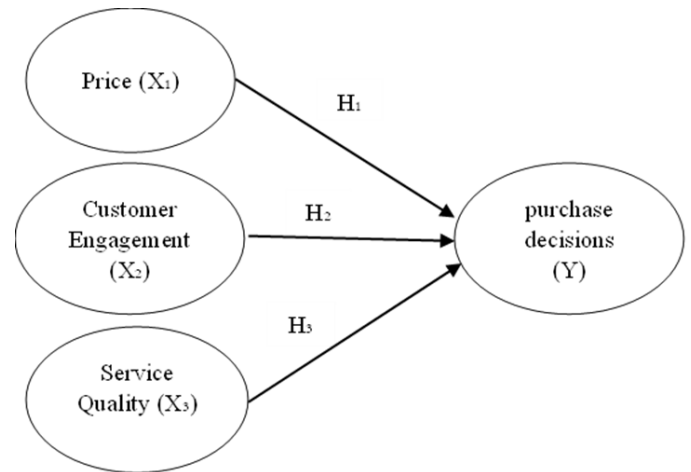 Price (X₁)
H₁
Customer
Engagement
(X₂)
H₂
purchase
decisions
(Y)
H₃
Service
Quality (X₃)